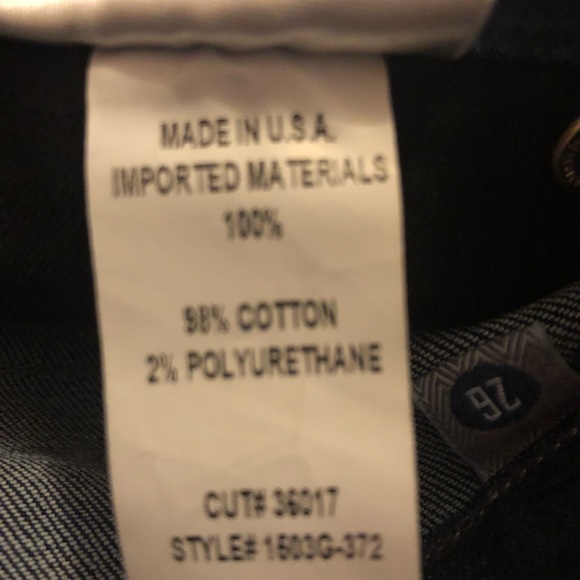 MADE IN U.S.A.
IMPORTED MATERIALS
100%
98% COTTON
2% POLYURETHANE
CUT# 36017
STYLE# 1503G-372
26